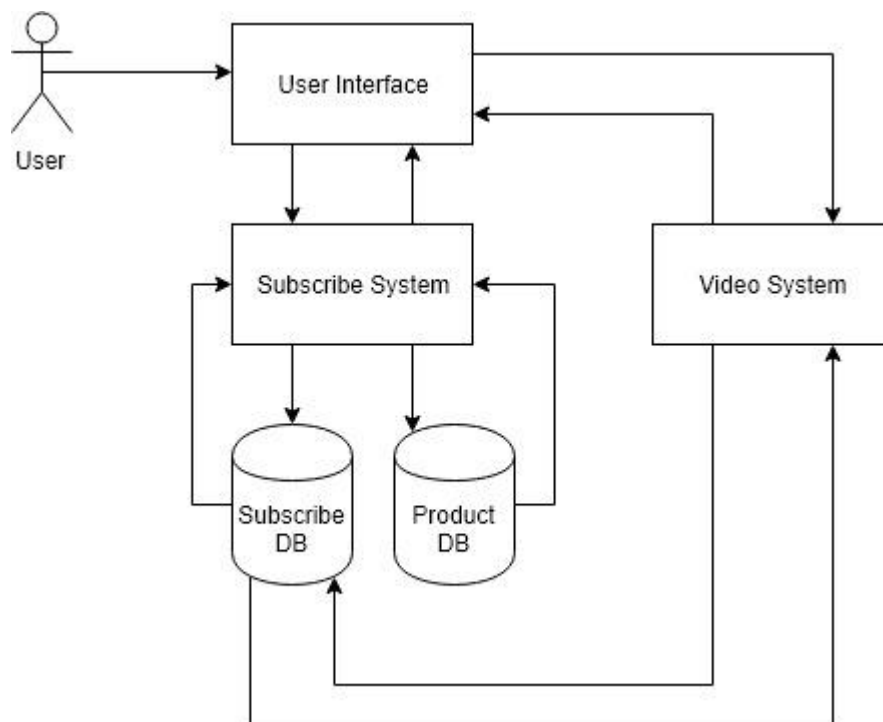 User Interface
User
Subscribe System
Video System
Subscribe
DB
Product
DB